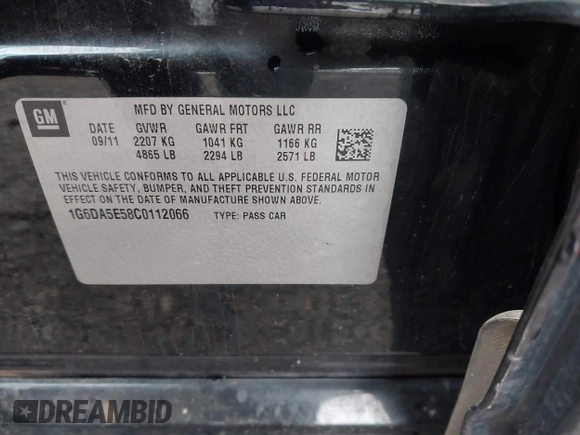 GM
MFD BY GENERAL MOTORS LLC
DATE GVWR GAWR FRT GAWR RR
09/11 2207 KG 1041 KG 1166 KG
4865 LB 2294 LB 2571 LB
THIS VEHICLE CONFORMS TO ALL APPLICABLE U.S. FEDERAL MOTOR
VEHICLE SAFETY, BUMPER, AND THEFT PREVENTION STANDARDS IN
EFFECT ON THE DATE OF MANUFACTURE SHOWN ABOVE.
1G6DA5E58C0112066 TYPE: PASS CAR
DREAMBID